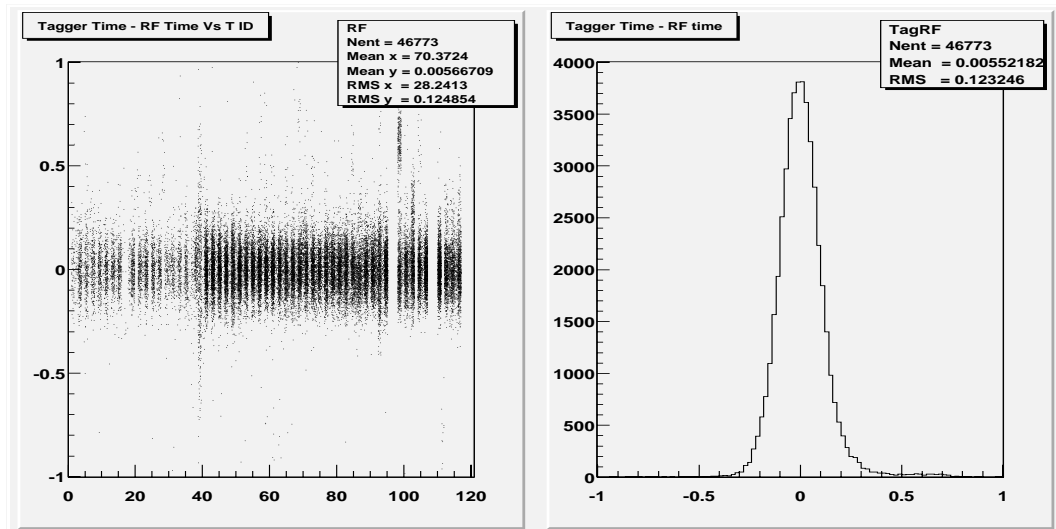 Tagger Time - RF Time Vs T ID
RF
Nent = 46773
Mean x = 70.3724
Mean y = 0.00566709
RMS x = 28.2413
RMS y = 0.124854
1
0.5
0
-0.5
-1
0 20 40 60 80 100 120
Tagger Time - RF time
TagRF
Nent = 46773
Mean = 0.00552182
RMS = 0.123246
4000
3500
3000
2500
2000
1500
1000
500
0
-1 -0.5 0 0.5 1